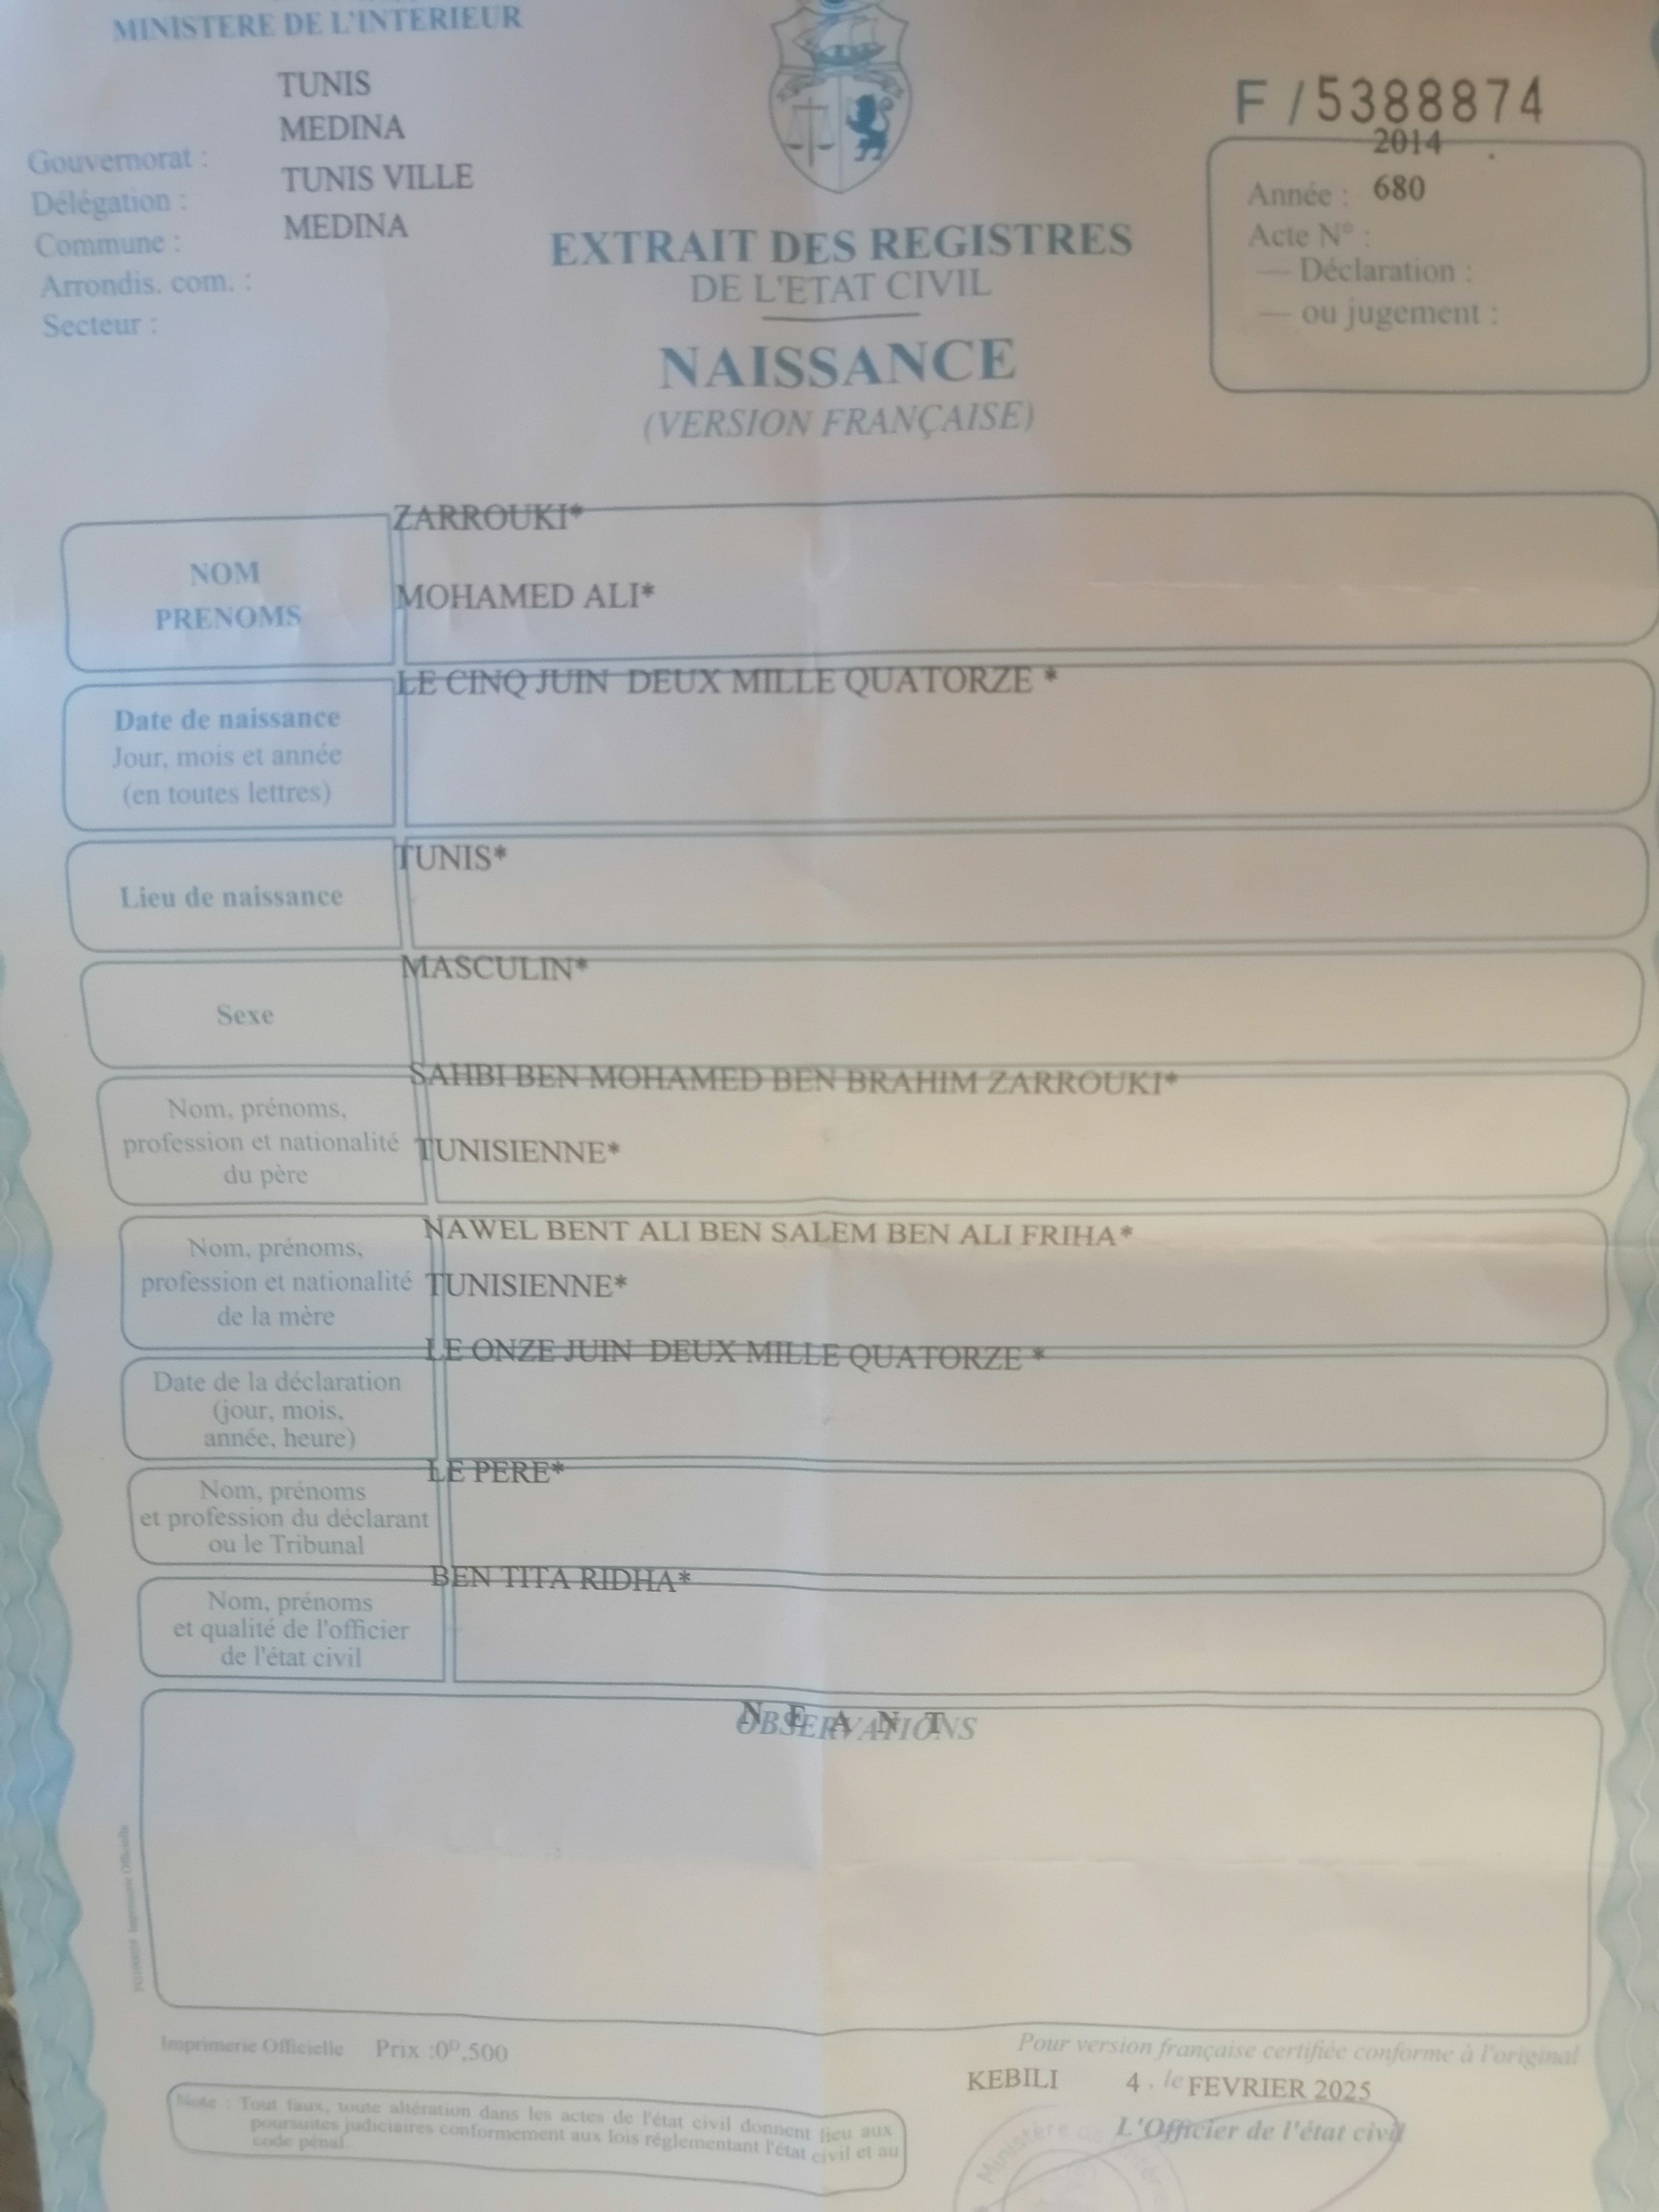 MINISTERE DE L'INTERIEUR
TUNIS
MEDINA
Gouvernorat :
TUNIS VILLE
Délégation :
MEDINA
Commune :
Arrondis. com. :
Secteur :
EXTRAIT DES REGISTRES
DE L'ETAT CIVIL
NAISSANCE
(VERSION FRANÇAISE)
F / 5388874
2014
Année : 680
Acte N° :
— Déclaration :
— ou jugement :
ZARROUKI*
NOM
MOHAMED ALI*
PRENOMS
LE CINQ JUIN DEUX MILLE QUATORZE *
Date de naissance
Jour, mois et année
(en toutes lettres)
TUNIS*
Lieu de naissance
MASCULIN*
Sexe
SAHBI BEN MOHAMED BEN BRAHIM ZARROUKI*
Nom, prénoms,
profession et nationalité
TUNISIENNE*
du père
NAWEL BENT ALI BEN SALEM BEN ALI FRIHA*
Nom, prénoms,
profession et nationalité
TUNISIENNE*
de la mère
LE ONZE JUIN DEUX MILLE QUATORZE *
Date de la déclaration
(jour, mois,
année, heure)
LE PERE*
Nom, prénoms
et profession du déclarant
ou le Tribunal
BEN TITA RIDHA*
Nom, prénoms
et qualité de l'officier
de l'état civil
N E A N T
OBSERVATIONS
Imprimerie Officielle
Imprimerie Officielle Prix :0D,500
Pour version française certifiée conforme à l'original
KEBILI 4 . le FEVRIER 2025
L'Officier de l'état civil
Note : Tout faux, toute altération dans les actes de l'état civil donnent lieu aux
poursuites judiciaires conformement aux lois réglementant l'état civil et au
code pénal.
Ministère de